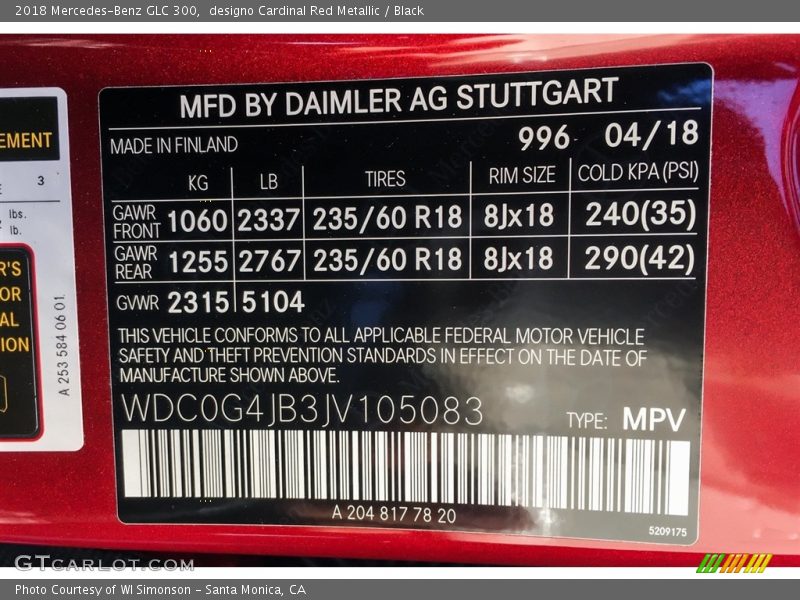 2018 Mercedes-Benz GLC 300, designo Cardinal Red Metallic / Black
MFD BY DAIMLER AG STUTTGART
MADE IN FINLAND 996 04/18
KG LB TIRES RIM SIZE COLD KPA (PSI)
GAWR FRONT 1060 2337 235/60 R18 8Jx18 240(35)
GAWR REAR 1255 2767 235/60 R18 8Jx18 290(42)
GVWR 2315 5104
THIS VEHICLE CONFORMS TO ALL APPLICABLE FEDERAL MOTOR VEHICLE
SAFETY AND THEFT PREVENTION STANDARDS IN EFFECT ON THE DATE OF
MANUFACTURE SHOWN ABOVE.
WDC0G4JB3JV105083 TYPE: MPV
A 204 817 78 20
5209175
EMENT
3
lbs.
lb.
R'S
OR
AL
ION
A 253 584 06 01
GTCARLOT.COM
Photo Courtesy of WI Simonson - Santa Monica, CA